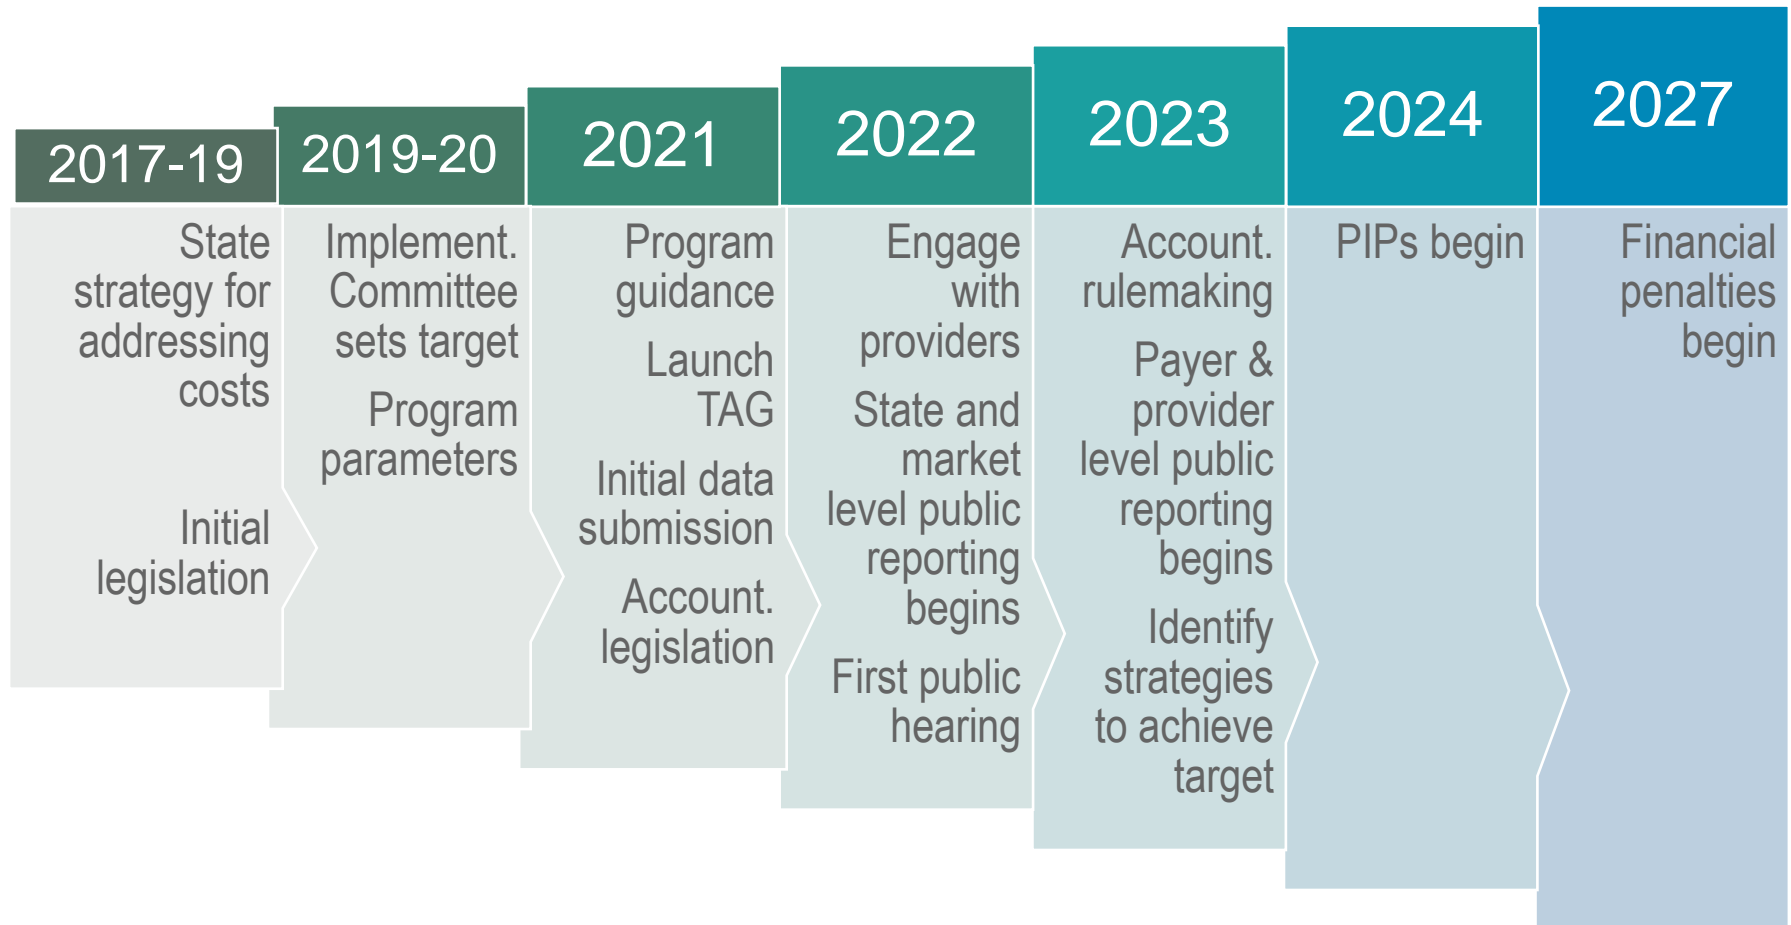 2017-19
State
strategy for
addressing
costs
Initial
legislation
2019-20
Implement.
Committee
sets target
Program
parameters
2021
Program
guidance
Launch
TAG
Initial data
submission
Account.
legislation
2022
Engage
with
providers
State and
market
level public
reporting
begins
First public
hearing
2023
Account.
rulemaking
Payer &
provider
level public
reporting
begins
Identify
strategies
to achieve
target
2024
PIPs begin
2027
Financial
penalties
begin